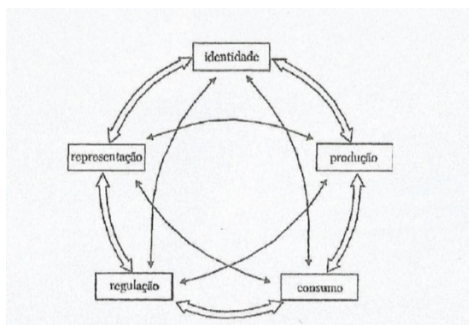 identidade
representação
produção
regulação
consumo